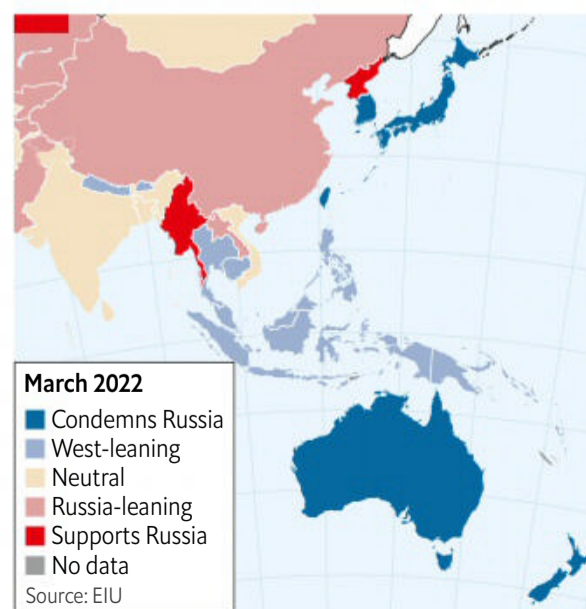 March 2022
Condemns Russia
West-leaning
Neutral
Russia-leaning
Supports Russia
No data
Source: EIU